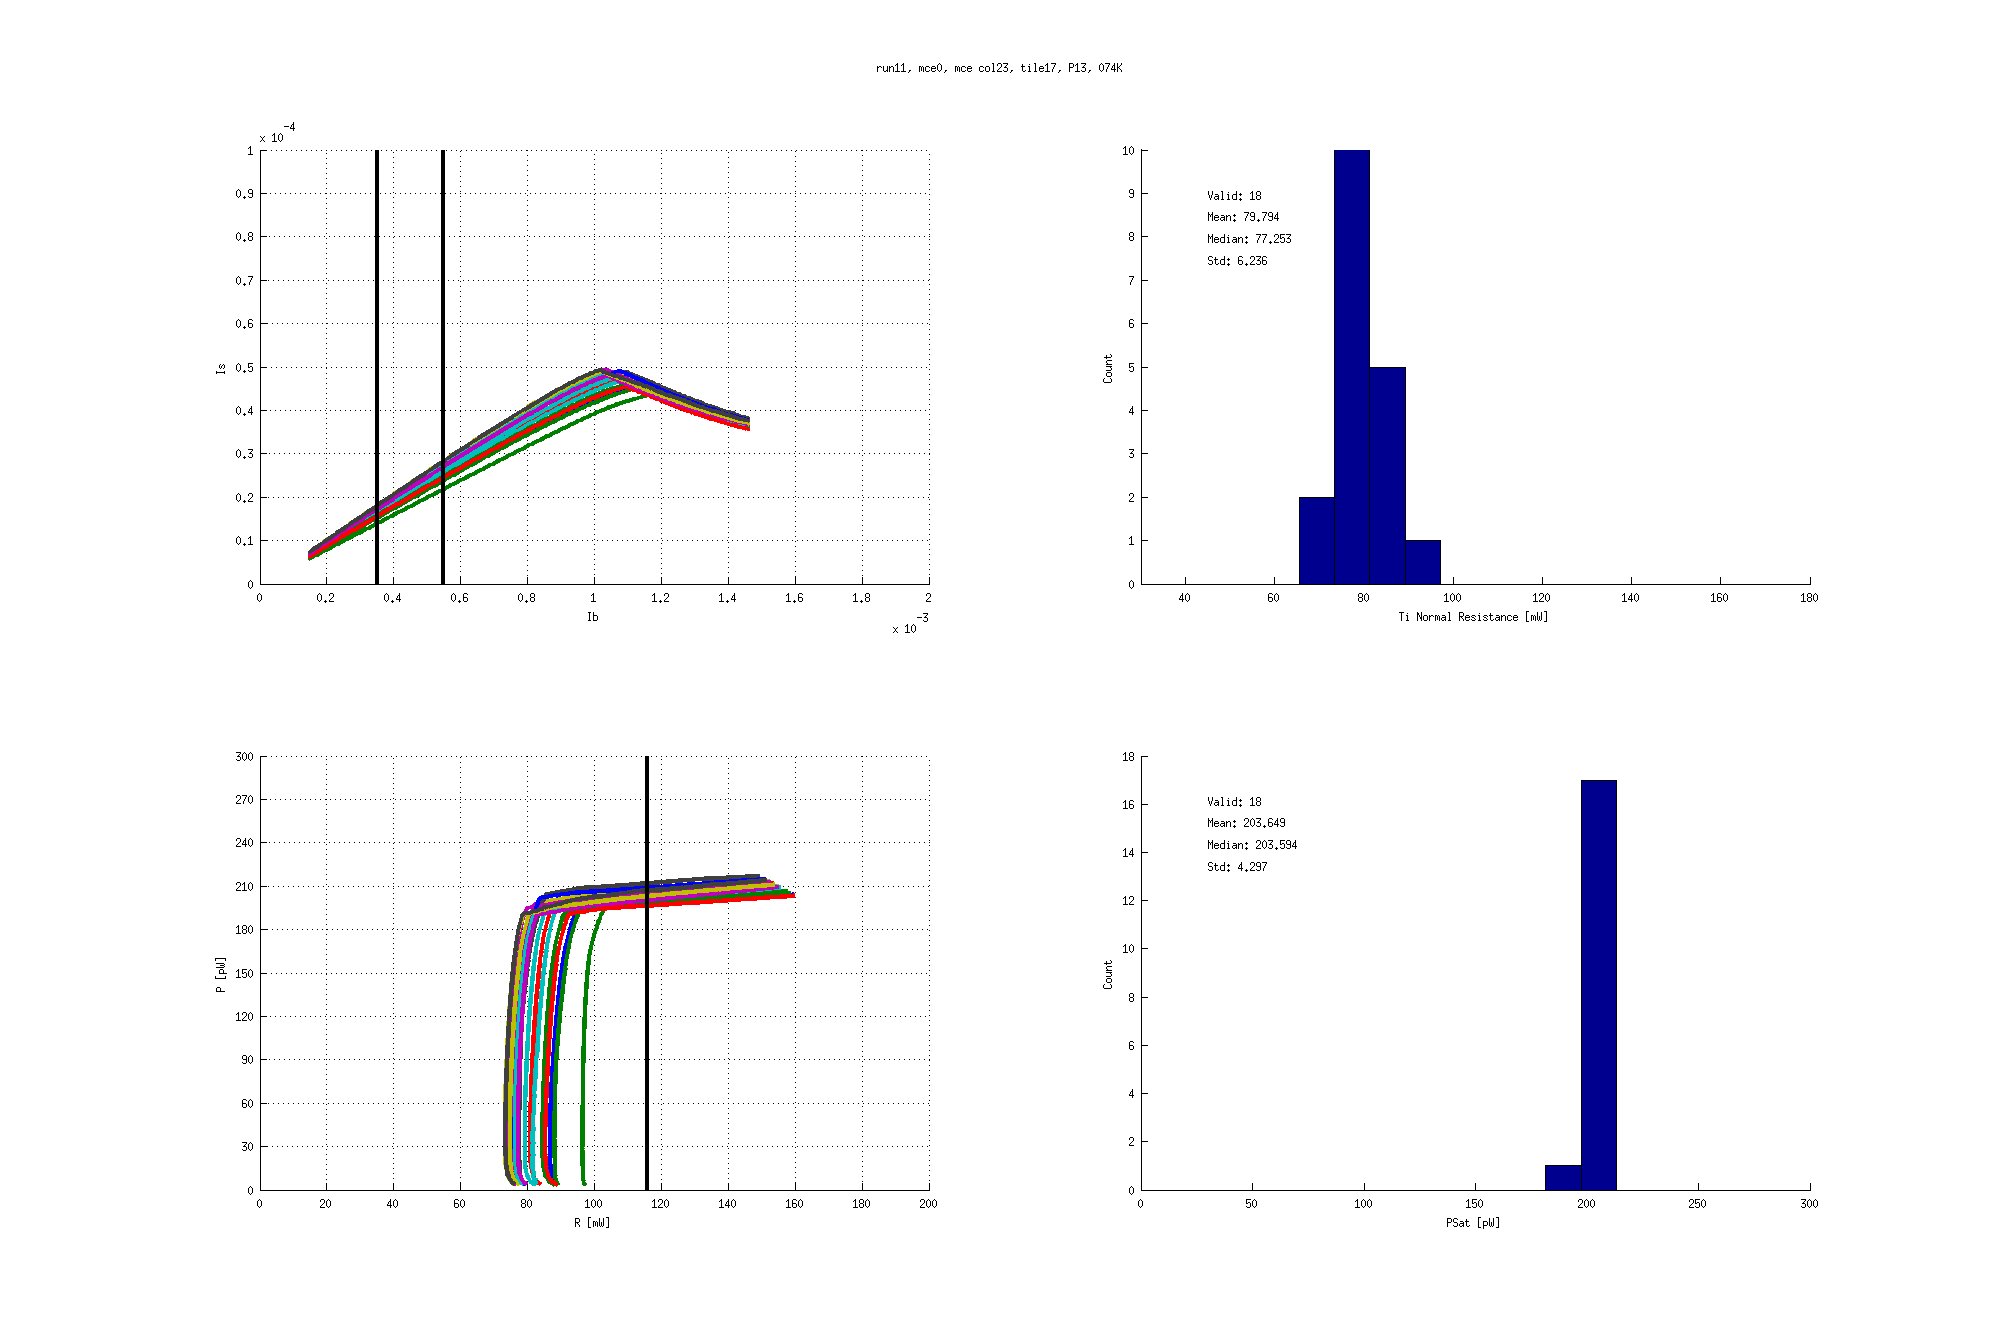 run11, mce0, mce col23, tile17, P13, 074K
x 10^-4
1
0.9
0.8
0.7
0.6
0.5
0.4
0.3
0.2
0.1
0
Is
0 0.2 0.4 0.6 0.8 1 1.2 1.4 1.6 1.8 2
Ib
x 10^-3
10
9
8
7
6
5
4
3
2
1
0
Count
Valid: 18
Mean: 79.794
Median: 77.253
Std: 6.236
40 60 80 100 120 140 160 180
Ti Normal Resistance [mW]
300
270
240
210
180
150
120
90
60
30
0
P [pW]
0 20 40 60 80 100 120 140 160 180 200
R [mW]
18
16
14
12
10
8
6
4
2
0
Count
Valid: 18
Mean: 203.649
Median: 203.594
Std: 4.297
0 50 100 150 200 250 300
PSat [pW]